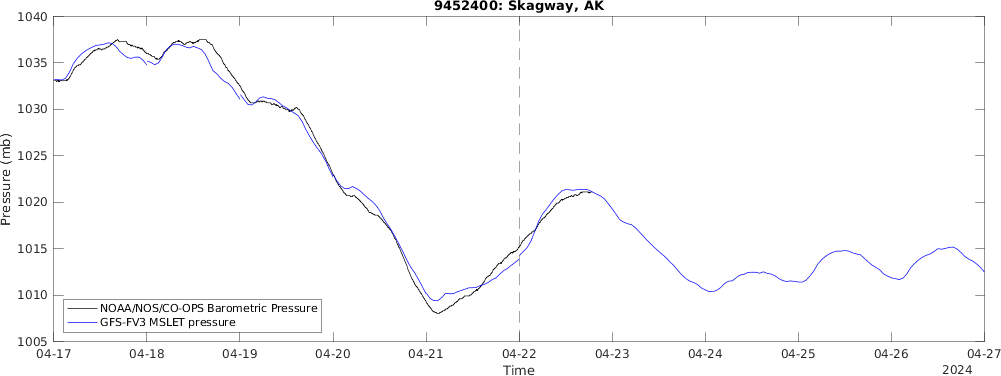 9452400: Skagway, AK
1040
1035
1030
1025
1020
1015
1010
1005
Pressure (mb)
NOAA/NOS/CO-OPS Barometric Pressure
GFS-FV3 MSLET pressure
04-17 04-18 04-19 04-20 04-21 04-22 04-23 04-24 04-25 04-26 04-27
Time
2024